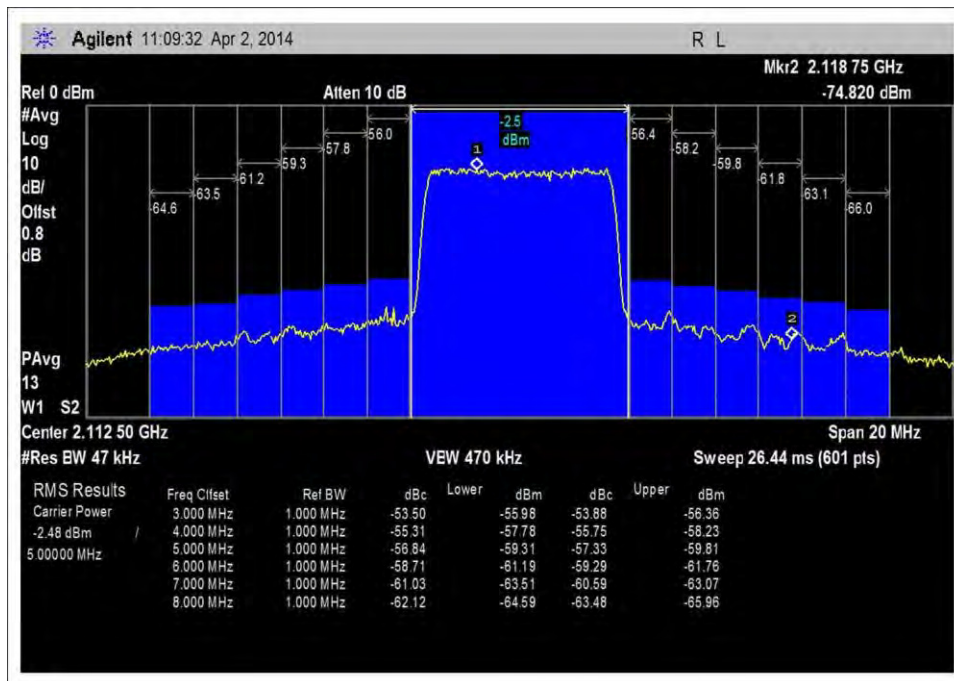 Agilent 11:09:32 Apr 2, 2014 R L
Mkr2 2.118 75 GHz
Ref 0 dBm Atten 10 dB -74.820 dBm
#Avg
Log
10
dB/
Offst
0.8
dB
-2.5
dBm
1
56.0
-57.8
-59.3
-61.2
-63.5
-64.6
56.4
-58.2
-59.8
-61.8
-63.1
-66.0
2
PAvg
13
W1 S2
Center 2.112 50 GHz Span 20 MHz
#Res BW 47 kHz VBW 470 kHz Sweep 26.44 ms (601 pts)
RMS Results Freq Offset Ref BW dBc Lower dBm dBc Upper dBm
Carrier Power 3.000 MHz 1.000 MHz -53.50 -55.98 -53.88 -56.36
-2.48 dBm / 4.000 MHz 1.000 MHz -55.31 -57.78 -55.75 -58.23
5.00000 MHz 5.000 MHz 1.000 MHz -56.84 -59.31 -57.33 -59.81
6.000 MHz 1.000 MHz -58.71 -61.19 -59.29 -61.76
7.000 MHz 1.000 MHz -61.03 -63.51 -60.59 -63.07
8.000 MHz 1.000 MHz -62.12 -64.59 -63.48 -65.96